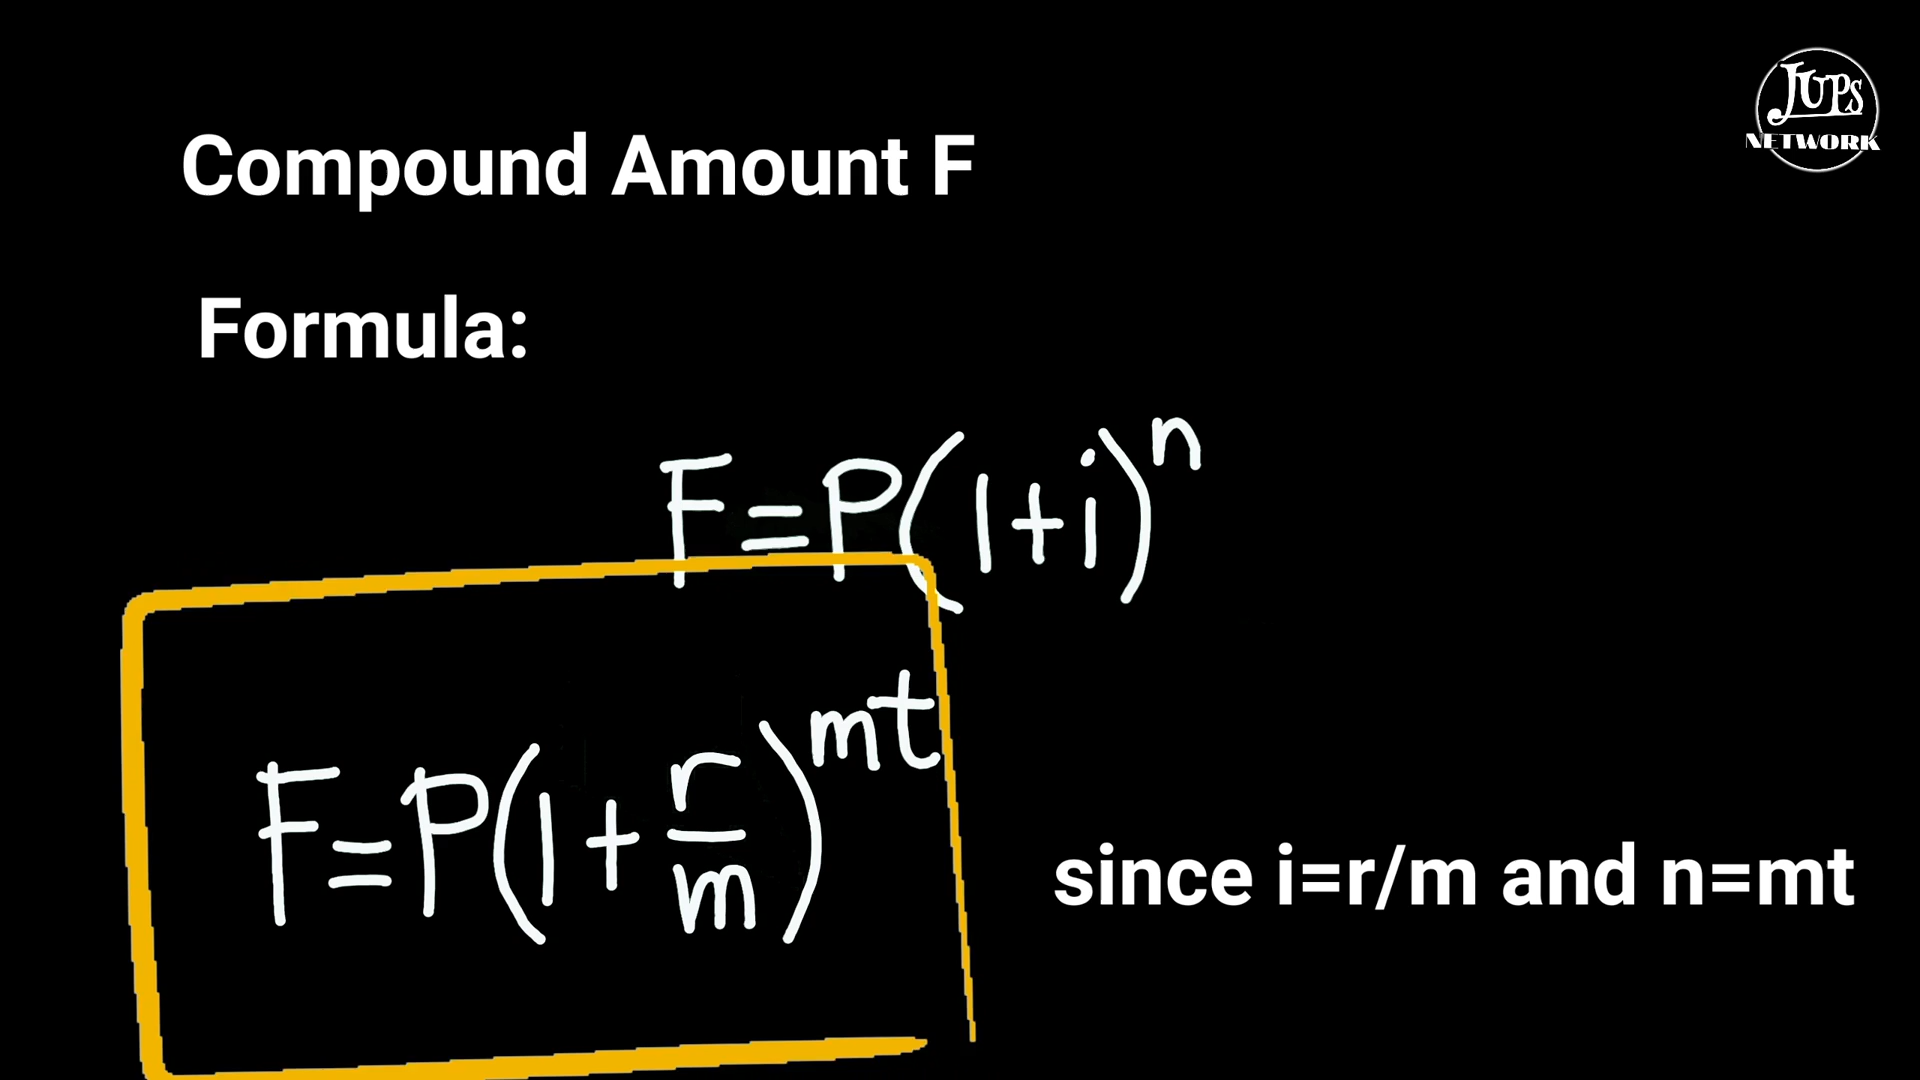 JUPS
NETWORK
Compound Amount F
Formula:
F=P(1+i)^n
F=P(1+r/m)^mt
since i=r/m and n=mt